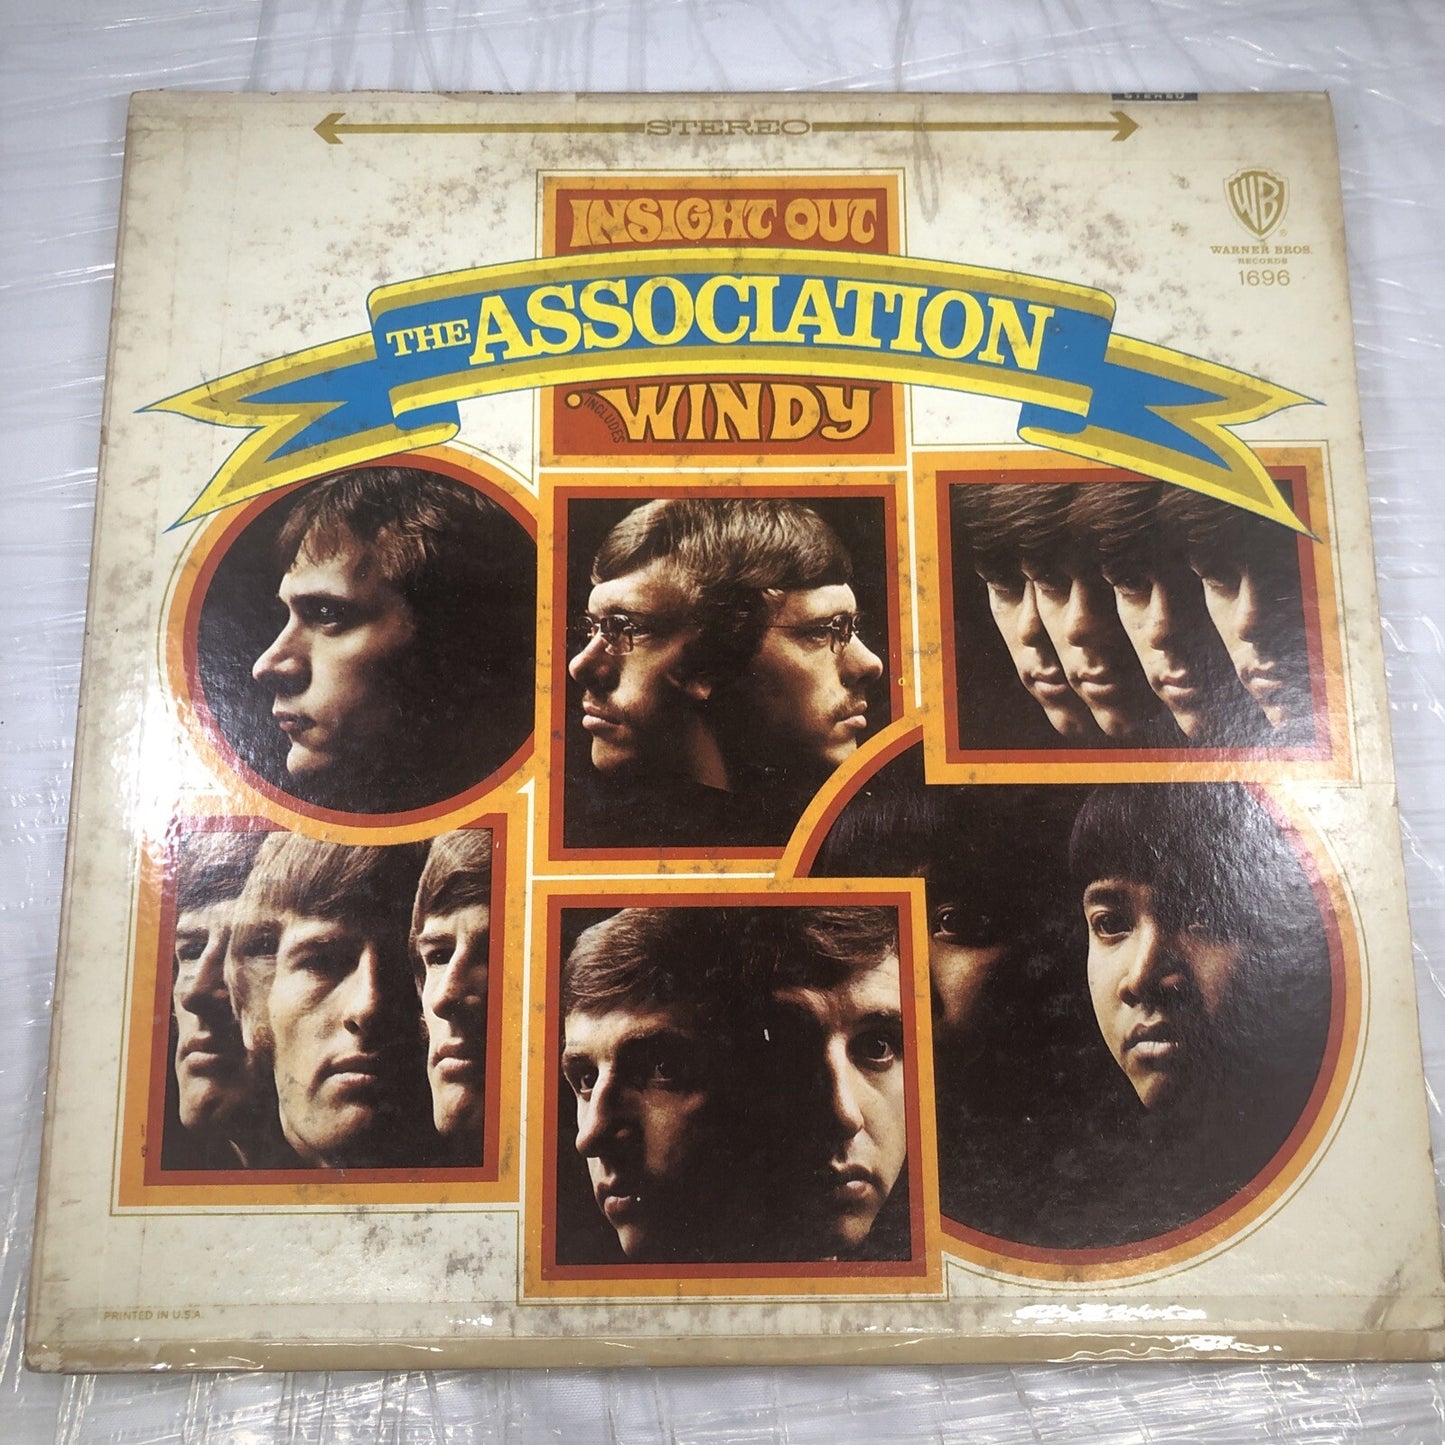 STEREO
STEREO
INSIGHT OUT
WB
WARNER BROS.
RECORDS
1696
THE ASSOCIATION
INCLUDES WINDY
PRINTED IN U.S.A.